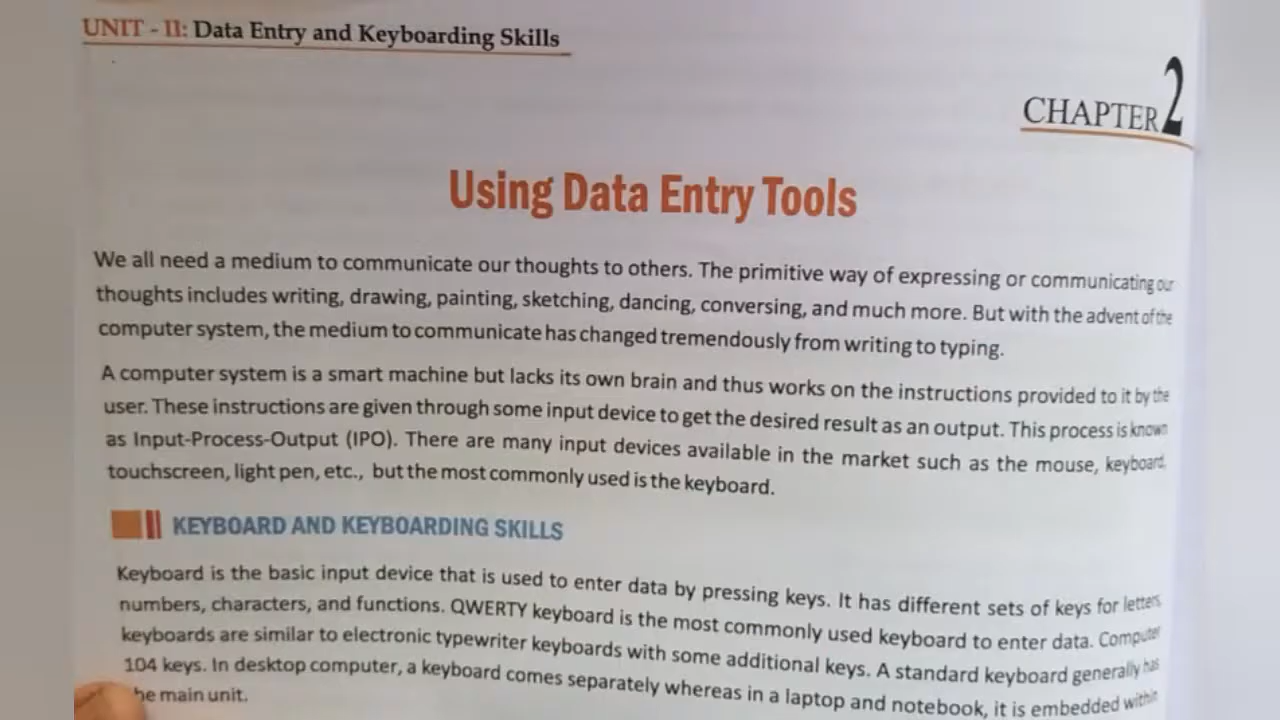 UNIT - II: Data Entry and Keyboarding Skills
CHAPTER 2
Using Data Entry Tools
We all need a medium to communicate our thoughts to others. The primitive way of expressing or communicating our
thoughts includes writing, drawing, painting, sketching, dancing, conversing, and much more. But with the advent of the
computer system, the medium to communicate has changed tremendously from writing to typing.
A computer system is a smart machine but lacks its own brain and thus works on the instructions provided to it by the
user. These instructions are given through some input device to get the desired result as an output. This process is known
as Input-Process-Output (IPO). There are many input devices available in the market such as the mouse, keyboard,
touchscreen, light pen, etc., but the most commonly used is the keyboard.
KEYBOARD AND KEYBOARDING SKILLS
Keyboard is the basic input device that is used to enter data by pressing keys. It has different sets of keys for letters,
numbers, characters, and functions. QWERTY keyboard is the most commonly used keyboard to enter data. Computer
keyboards are similar to electronic typewriter keyboards with some additional keys. A standard keyboard generally has
104 keys. In desktop computer, a keyboard comes separately whereas in a laptop and notebook, it is embedded within
he main unit.